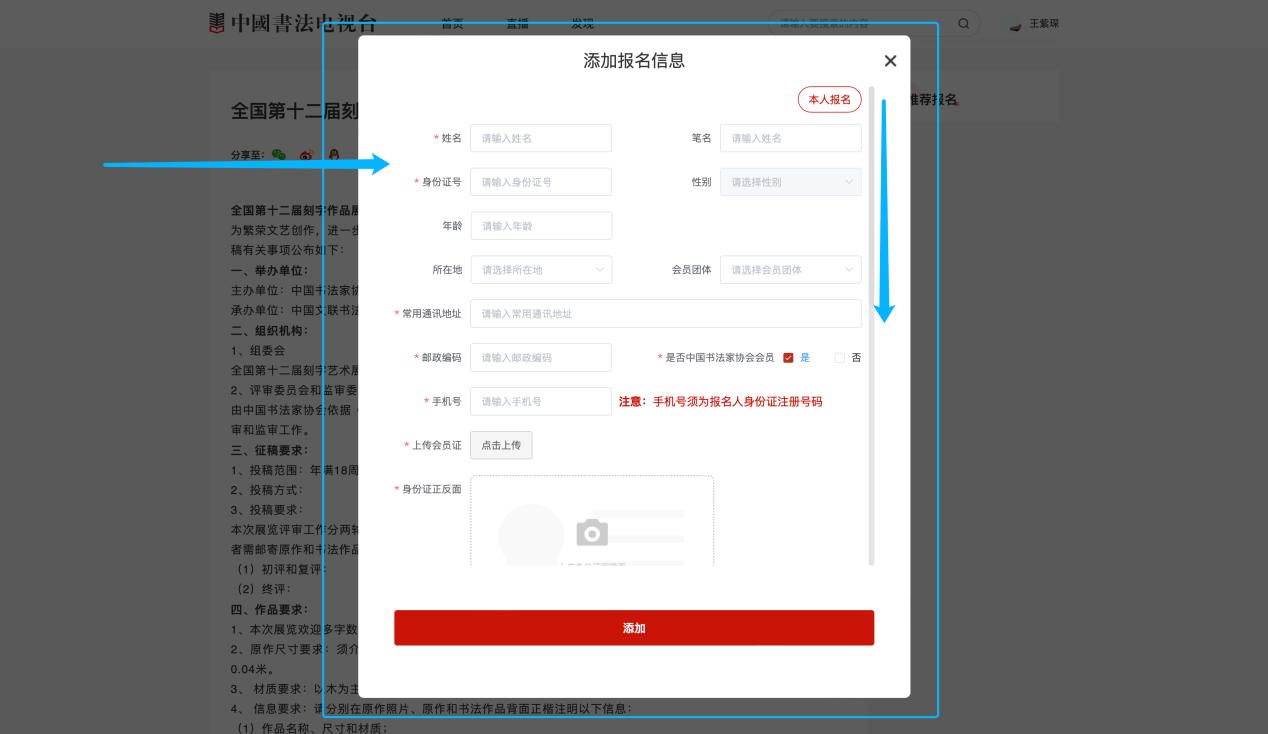 中國書法电视台
首页 直播 发现
请输入要搜索的内容
王紫琛
添加报名信息
本人报名
推荐报名
全国第十二届刻
分享至:
* 姓名 请输入姓名 笔名 请输入姓名
* 身份证号 请输入身份证号 性别 请选择性别
年龄 请输入年龄
所在地 请选择所在地 会员团体 请选择会员团体
* 常用通讯地址 请输入常用通讯地址
* 邮政编码 请输入邮政编码 * 是否中国书法家协会会员 是 否
* 手机号 请输入手机号 注意：手机号须为报名人身份证注册号码
* 上传会员证 点击上传
* 身份证正反面
添加
全国第十二届刻字作品展
为繁荣文艺创作，进一步
稿有关事项公布如下：
一、举办单位：
主办单位：中国书法家协
承办单位：中国文联书法
二、组织机构：
1、组委会
全国第十二届刻字艺术展
2、评审委员会和监审委
由中国书法家协会依据
审和监审工作。
三、征稿要求：
1、投稿范围：年满18周
2、投稿方式：
3、投稿要求：
本次展览评审工作分两轮
者需邮寄原作和书法作品
（1）初评和复评：
（2）终评：
四、作品要求：
1、本次展览欢迎多字数
2、原作尺寸要求：须介
0.04米。
3、 材质要求：以木为主
4、 信息要求：请分别在原作照片、原作和书法作品背面正楷注明以下信息：
（1）作品名称、尺寸和材质；